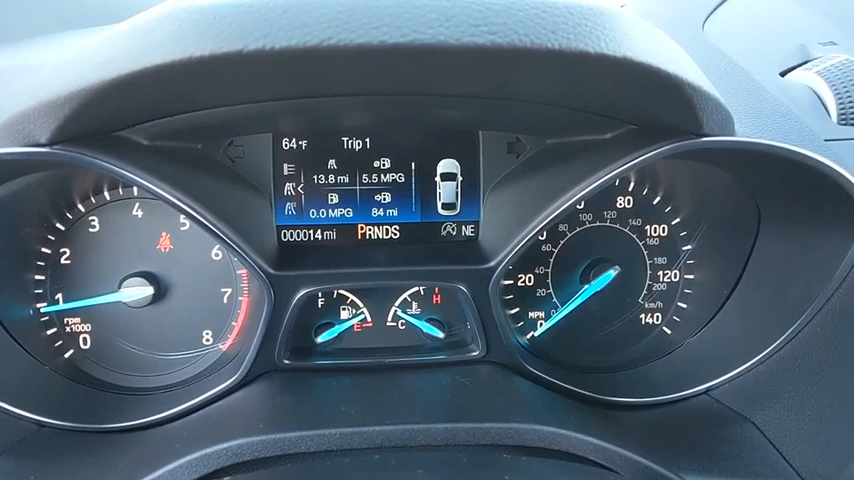 64°F Trip 1
13.8 mi 5.5 MPG
0.0 MPG 84 mi
000014 mi PRNDS NE
0 1 2 3 4 5 6 7 8
rpm
x1000
F E
H C
0 20 40 60 80 100 120 140
MPH
20 40 60 80 100 120 140 160 180 200
km/h